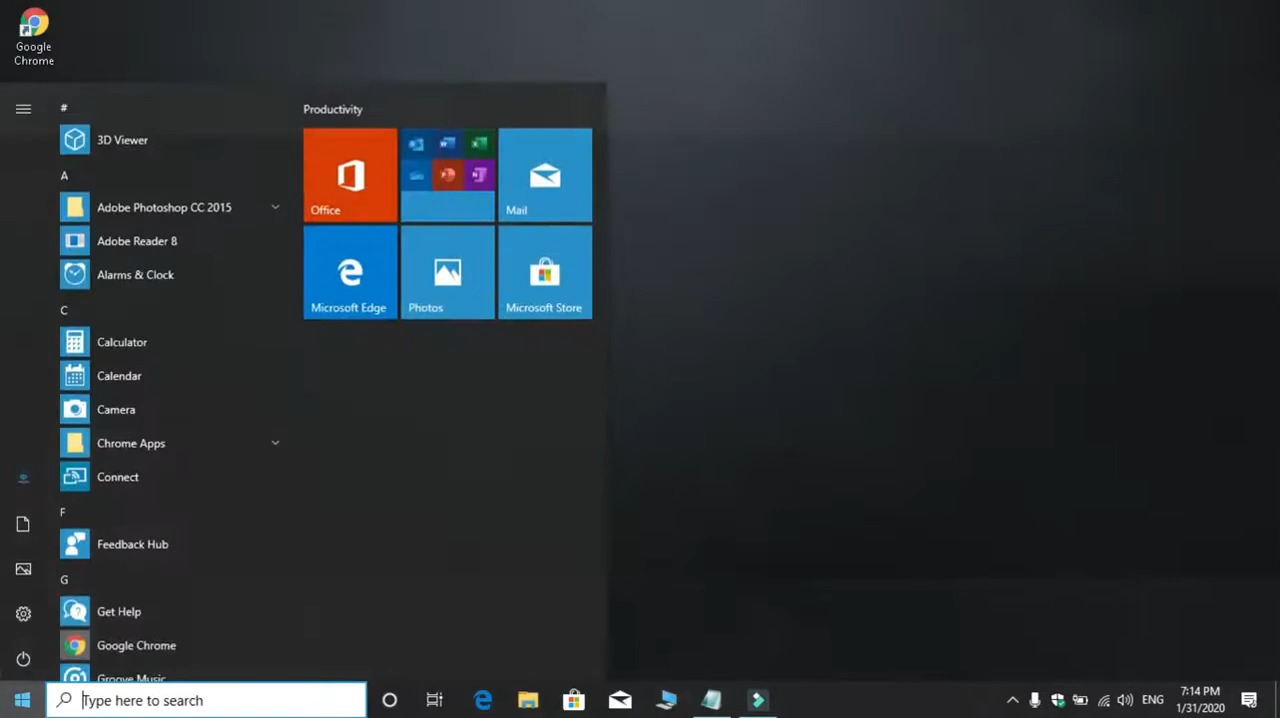 Google
Chrome
#
3D Viewer
A
Adobe Photoshop CC 2015
Adobe Reader 8
Alarms & Clock
C
Calculator
Calendar
Camera
Chrome Apps
Connect
F
Feedback Hub
G
Get Help
Google Chrome
Groove Music
Productivity
Office
Mail
Microsoft Edge
Photos
Microsoft Store
Type here to search
ENG
7:14 PM
1/31/2020